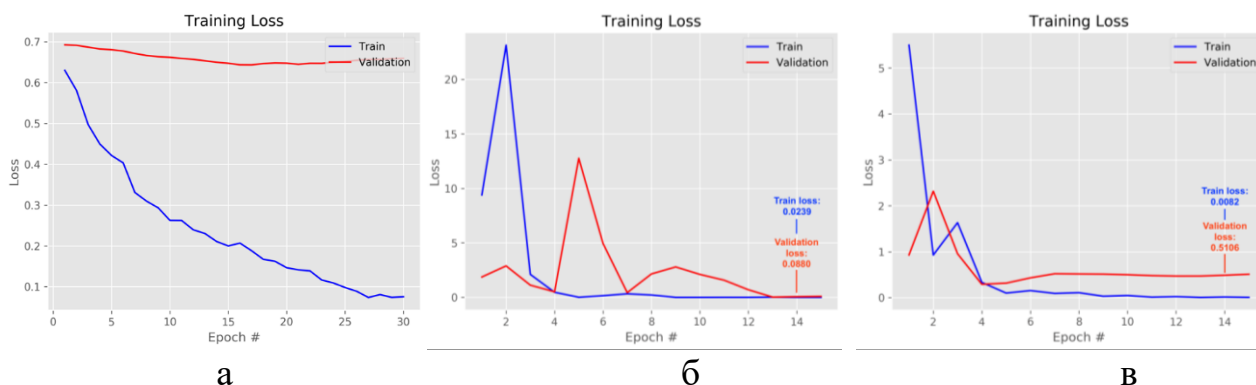 Training Loss
Train
Validation
Loss
0.7
0.6
0.5
0.4
0.3
0.2
0.1
0 5 10 15 20 25 30
Epoch #
а
Training Loss
Train
Validation
Loss
20
15
10
5
0
Train loss:
0.0239
Validation
loss:
0.0880
2 4 6 8 10 12 14
Epoch #
б
Training Loss
Train
Validation
Loss
5
4
3
2
1
0
Train loss:
0.0082
Validation
loss:
0.5106
2 4 6 8 10 12 14
Epoch #
в